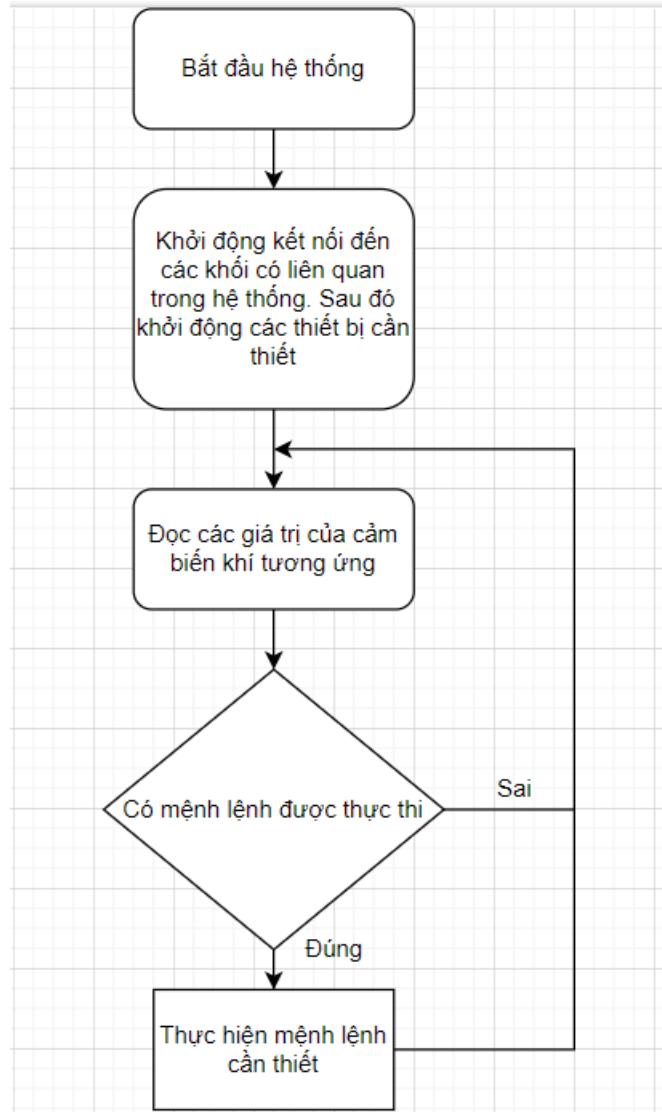 Bắt đầu hệ thống
Khởi động kết nối đến
các khối có liên quan
trong hệ thống. Sau đó
khởi động các thiết bị cần
thiết
Đọc các giá trị của cảm
biến khí tương ứng
Có mệnh lệnh được thực thi
Sai
Đúng
Thực hiện mệnh lệnh
cần thiết